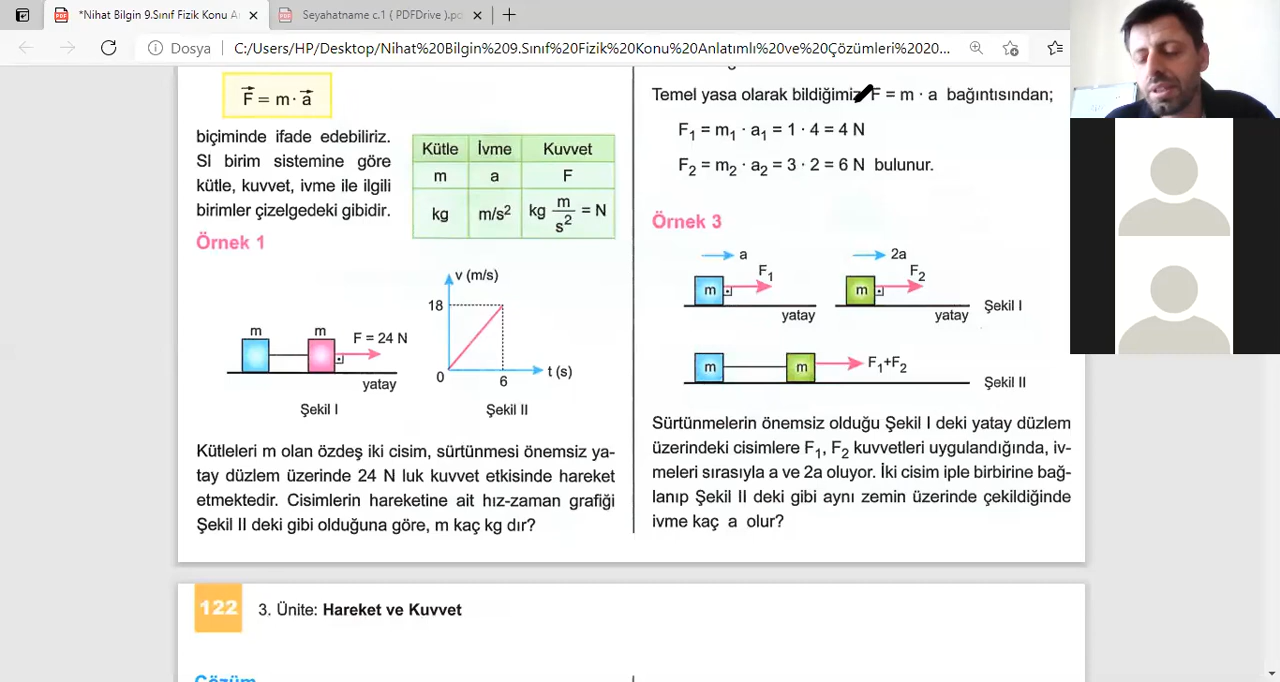 *Nihat Bilgin 9.Sınıf Fizik Konu A
Seyahatname c.1 ( PDFDrive ).p
Dosya
C:/Users/HP/Desktop/Nihat%20Bilgin%209.Sınıf%20Fizik%20Konu%20Anlatımlı%20ve%20Çözümleri%2020...
F = m · a
biçiminde ifade edebiliriz.
SI birim sistemine göre
kütle, kuvvet, ivme ile ilgili
birimler çizelgedeki gibidir.
Kütle İvme Kuvvet
m a F
kg m/s² kg m/s² = N
Örnek 1
m m F = 24 N
yatay
Şekil I
v (m/s)
18
0 6 t (s)
Şekil II
Kütleleri m olan özdeş iki cisim, sürtünmesi önemsiz ya-
tay düzlem üzerinde 24 N luk kuvvet etkisinde hareket
etmektedir. Cisimlerin hareketine ait hız-zaman grafiği
Şekil II deki gibi olduğuna göre, m kaç kg dır?
Temel yasa olarak bildiğimiz F = m · a bağıntısından;
F₁ = m₁ · a₁ = 1 · 4 = 4 N
F₂ = m₂ · a₂ = 3 · 2 = 6 N bulunur.
Örnek 3
a 2a
m F₁ m F₂
yatay yatay Şekil I
m m F₁+F₂
Şekil II
Sürtünmelerin önemsiz olduğu Şekil I deki yatay düzlem
üzerindeki cisimlere F₁, F₂ kuvvetleri uygulandığında, iv-
meleri sırasıyla a ve 2a oluyor. İki cisim iple birbirine bağ-
lanıp Şekil II deki gibi aynı zemin üzerinde çekildiğinde
ivme kaç a olur?
122 3. Ünite: Hareket ve Kuvvet
Çözüm